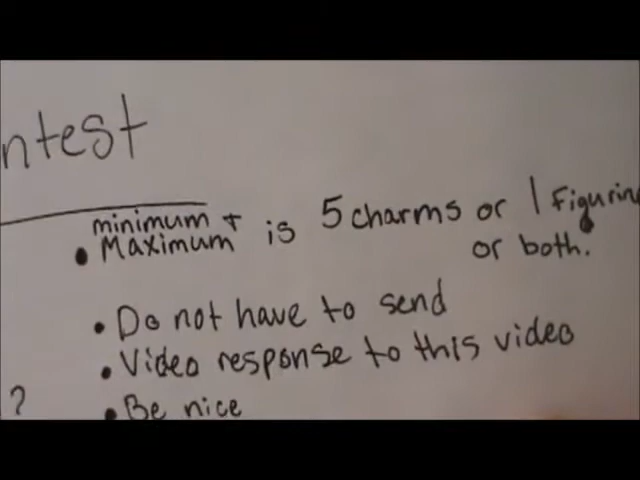 ntest
minimum +
• Maximum is 5 charms or 1 Figurin
or both.
• Do not have to send
• Video response to this video
?
• Be nice